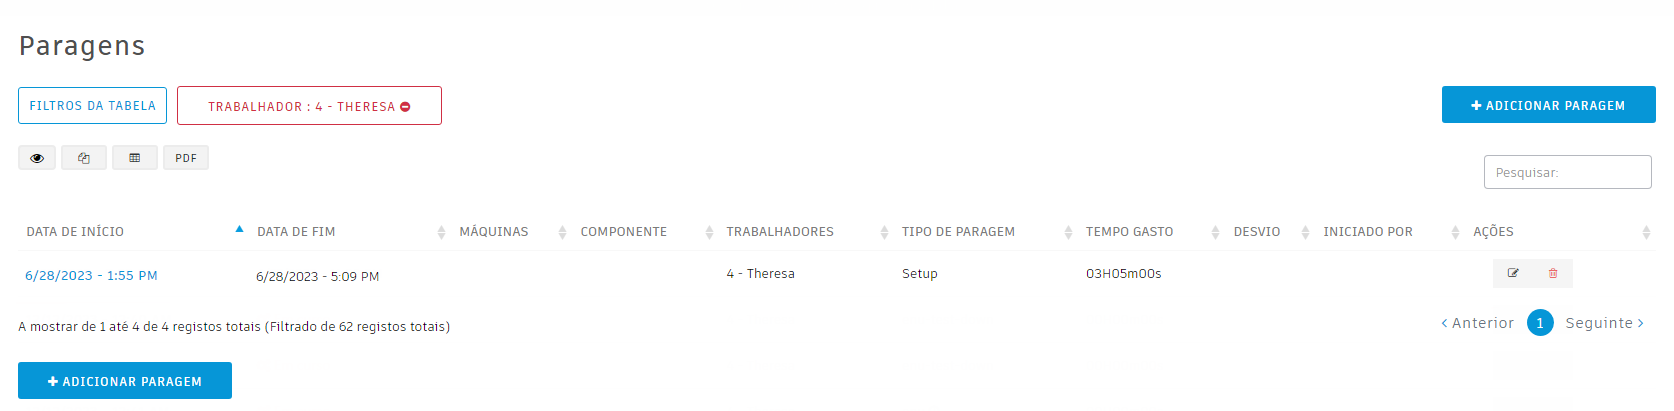 Paragens
FILTROS DA TABELA
TRABALHADOR : 4 - THERESA
+ ADICIONAR PARAGEM
PDF
Pesquisar:
DATA DE INÍCIO DATA DE FIM MÁQUINAS COMPONENTE TRABALHADORES TIPO DE PARAGEM TEMPO GASTO DESVIO INICIADO POR AÇÕES
6/28/2023 - 1:55 PM 6/28/2023 - 5:09 PM 4 - Theresa Setup 03H05m00s
A mostrar de 1 até 4 de 4 registos totais (Filtrado de 62 registos totais)
‹ Anterior 1 Seguinte ›
+ ADICIONAR PARAGEM